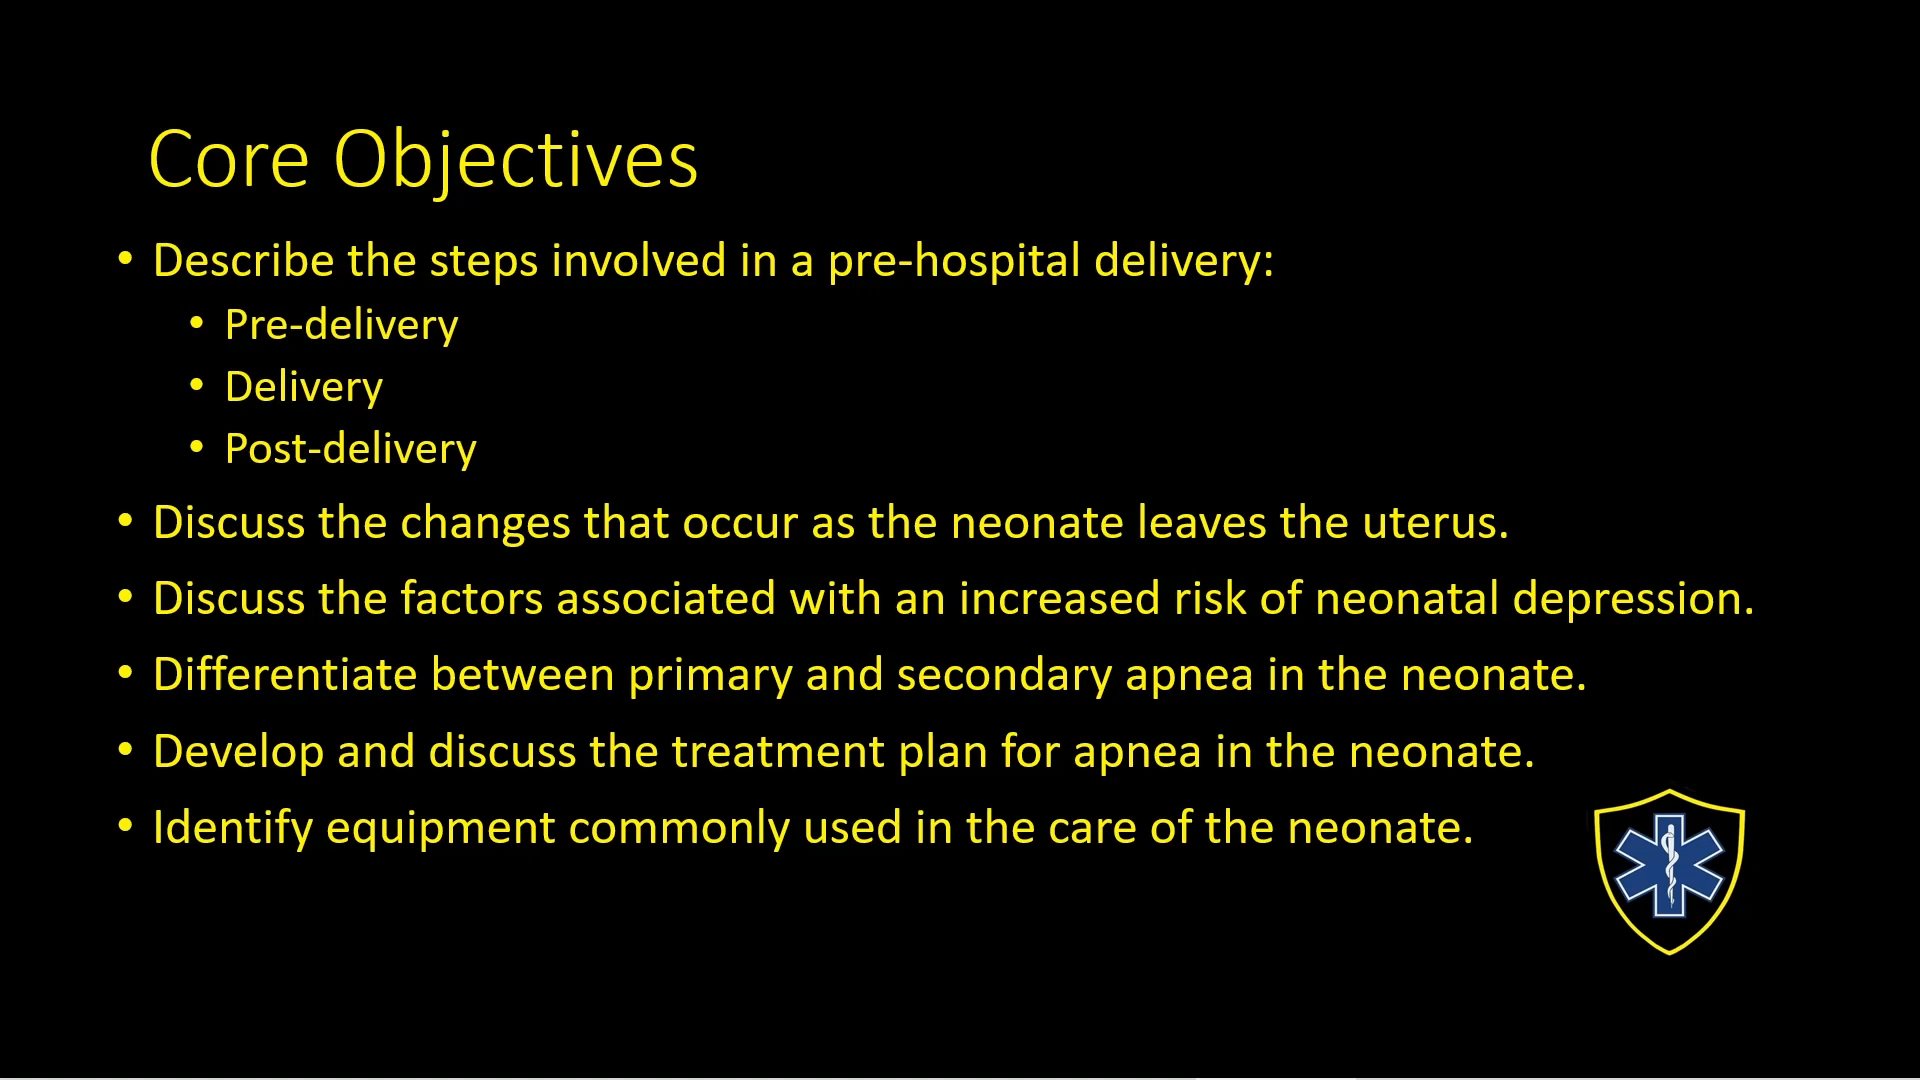 Core Objectives
• Describe the steps involved in a pre-hospital delivery:
• Pre-delivery
• Delivery
• Post-delivery
• Discuss the changes that occur as the neonate leaves the uterus.
• Discuss the factors associated with an increased risk of neonatal depression.
• Differentiate between primary and secondary apnea in the neonate.
• Develop and discuss the treatment plan for apnea in the neonate.
• Identify equipment commonly used in the care of the neonate.